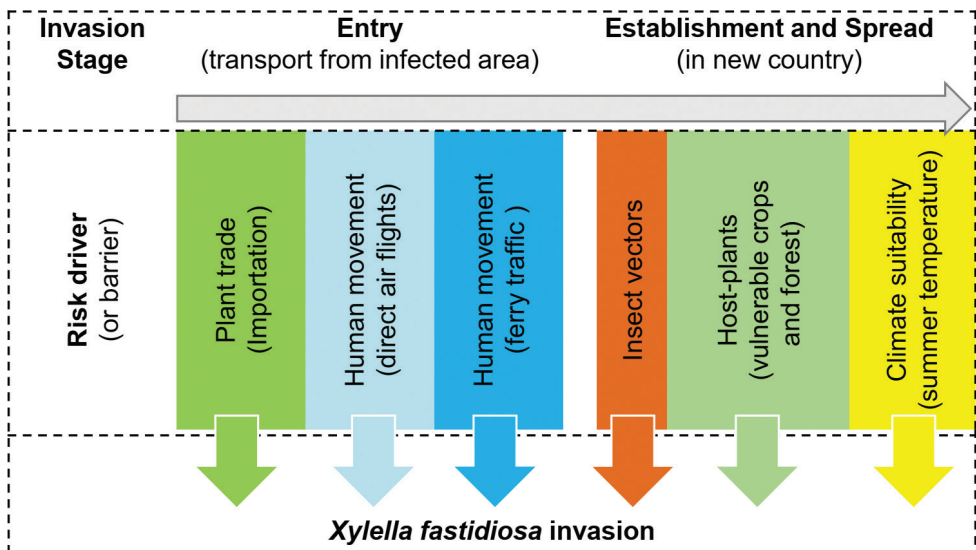 Invasion
Stage
Entry
(transport from infected area)
Establishment and Spread
(in new country)
Risk driver
(or barrier)
Plant trade
(Importation)
Human movement
(direct air flights)
Human movement
(ferry traffic )
Insect vectors
Host-plants
(vulnerable crops
and forest)
Climate suitability
(summer temperature)
Xylella fastidiosa invasion